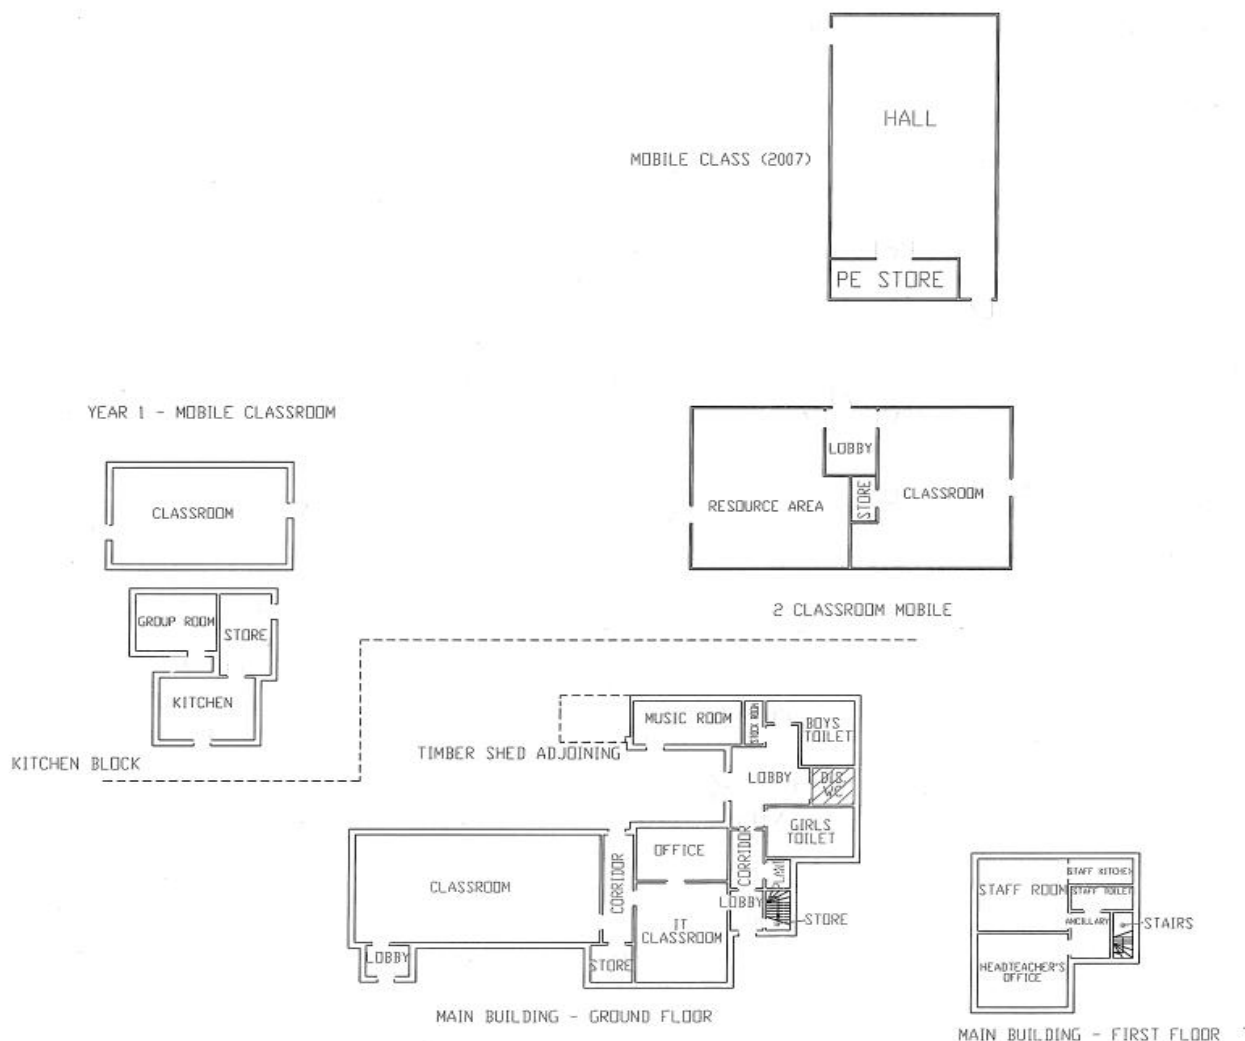 HALL
MOBILE CLASS (2007)
PE STORE
YEAR 1 - MOBILE CLASSROOM
LOBBY
CLASSROOM
STORE
RESOURCE AREA
CLASSROOM
2 CLASSROOM MOBILE
GROUP ROOM
STORE
KITCHEN
KITCHEN BLOCK
MUSIC ROOM
STOCK ROOM
BOYS
TOILET
TIMBER SHED ADJOINING
LOBBY
DIS
WC
GIRLS
TOILET
CORRIDOR
OFFICE
CORRIDOR
PLANT
CLASSROOM
LOBBY
STORE
IT
CLASSROOM
LOBBY
STORE
MAIN BUILDING - GROUND FLOOR
STAFF KITCHEN
STAFF ROOM
STAFF TOILET
ANCILLARY
STAIRS
HEADTEACHER'S
OFFICE
MAIN BUILDING - FIRST FLOOR